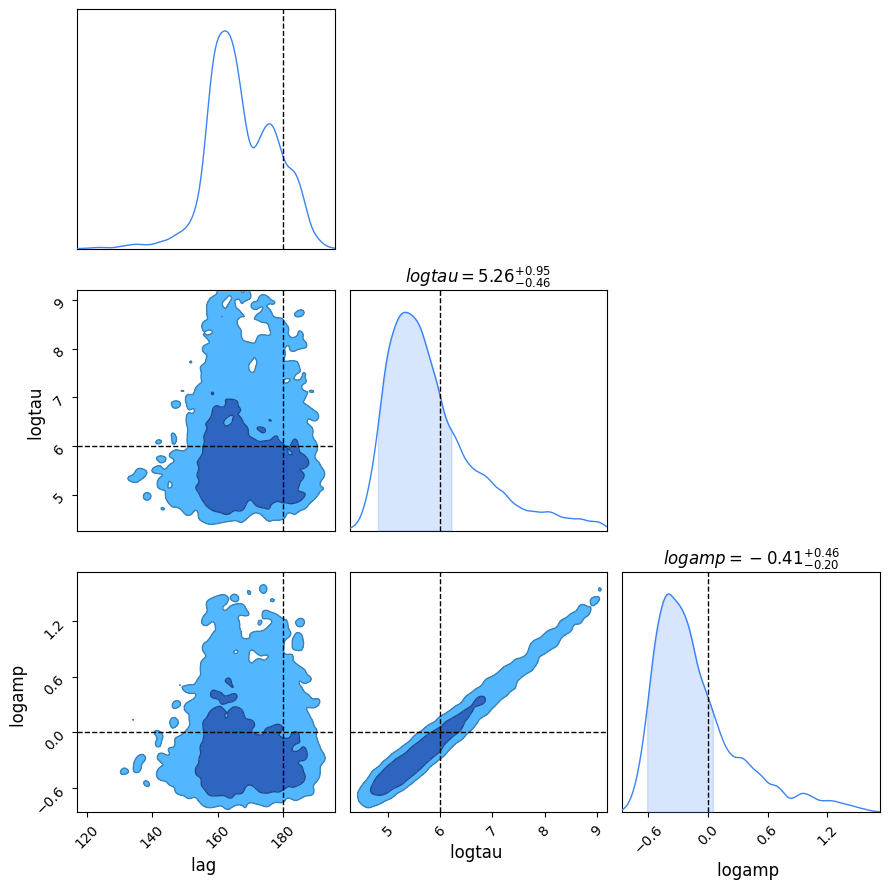 logtau = 5.26^{+0.95}_{-0.46}
9
8
7
6
5
logtau
logamp = −0.41^{+0.46}_{-0.20}
1.2
0.6
0.0
−0.6
logamp
120 140 160 180
lag
5 6 7 8 9
logtau
−0.6 0.0 0.6 1.2
logamp